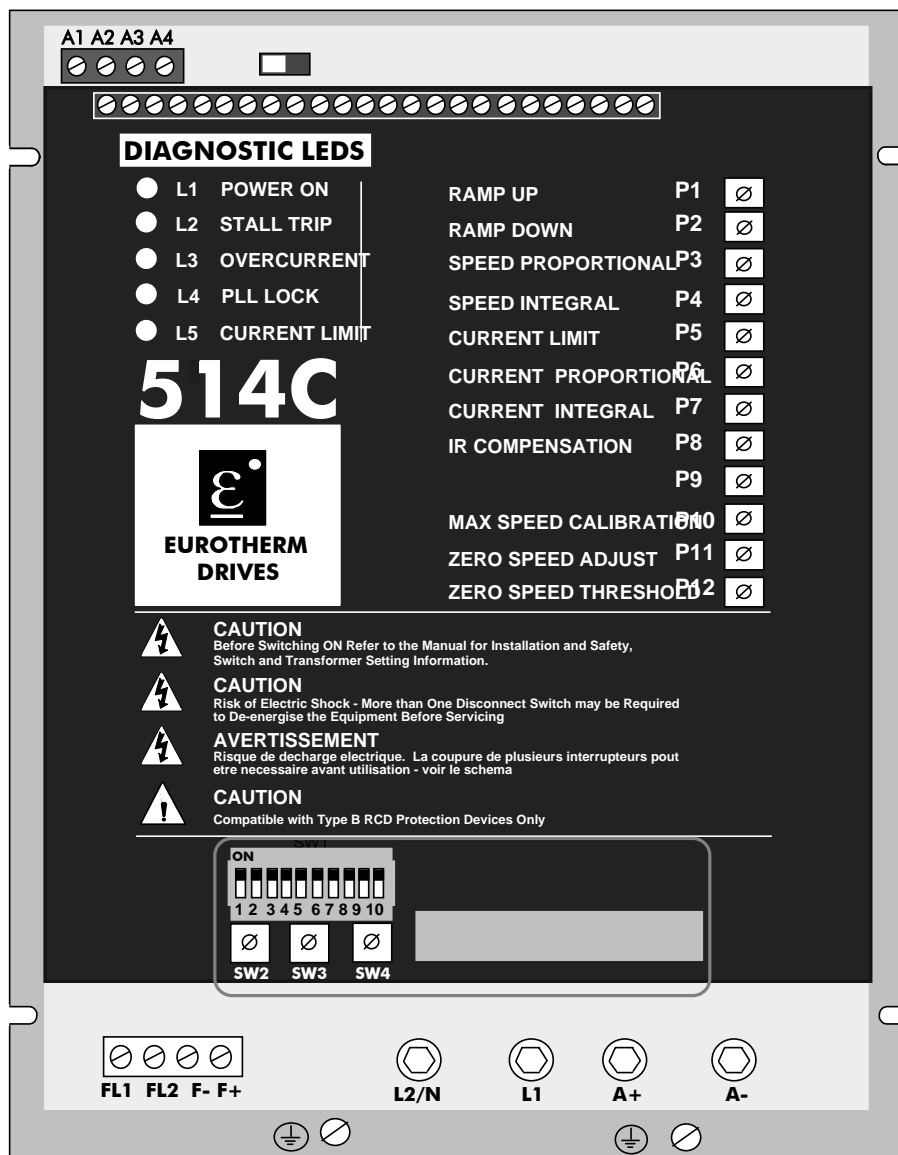 A1 A2 A3 A4
DIAGNOSTIC LEDS
L1 POWER ON
L2 STALL TRIP
L3 OVERCURRENT
L4 PLL LOCK
L5 CURRENT LIMIT
RAMP UP P1
RAMP DOWN P2
SPEED PROPORTIONAL P3
SPEED INTEGRAL P4
CURRENT LIMIT P5
CURRENT PROPORTIONAL P6
CURRENT INTEGRAL P7
IR COMPENSATION P8
P9
MAX SPEED CALIBRATION P10
ZERO SPEED ADJUST P11
ZERO SPEED THRESHOLD P12
514C
ε
EUROTHERM
DRIVES
CAUTION
Before Switching ON Refer to the Manual for Installation and Safety,
Switch and Transformer Setting Information.
CAUTION
Risk of Electric Shock - More than One Disconnect Switch may be Required
to De-energise the Equipment Before Servicing
AVERTISSEMENT
Risque de decharge electrique. La coupure de plusieurs interrupteurs pout
etre necessaire avant utilisation - voir le schema
CAUTION
Compatible with Type B RCD Protection Devices Only
SW1
ON
1 2 3 4 5 6 7 8 9 10
SW2 SW3 SW4
FL1 FL2 F- F+ L2/N L1 A+ A-